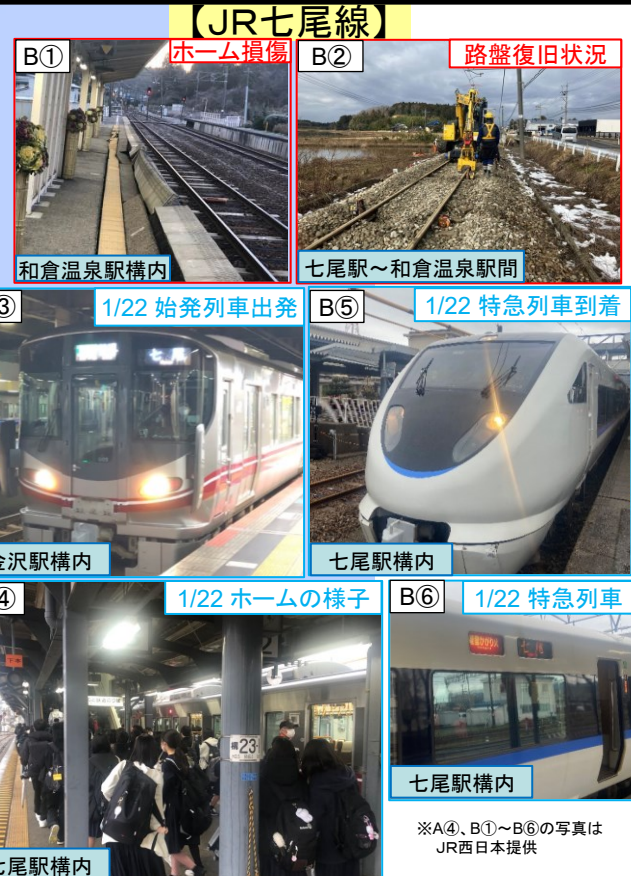 【JR七尾線】
B①
ホーム損傷
和倉温泉駅構内
B②
路盤復旧状況
七尾駅～和倉温泉駅間
③
1/22 始発列車出発
七尾
金沢駅構内
B⑤
1/22 特急列車到着
七尾駅構内
④
1/22 ホームの様子
23
七尾駅構内
B⑥
1/22 特急列車
七尾
七尾駅構内
※A④、B①～B⑥の写真は
JR西日本提供